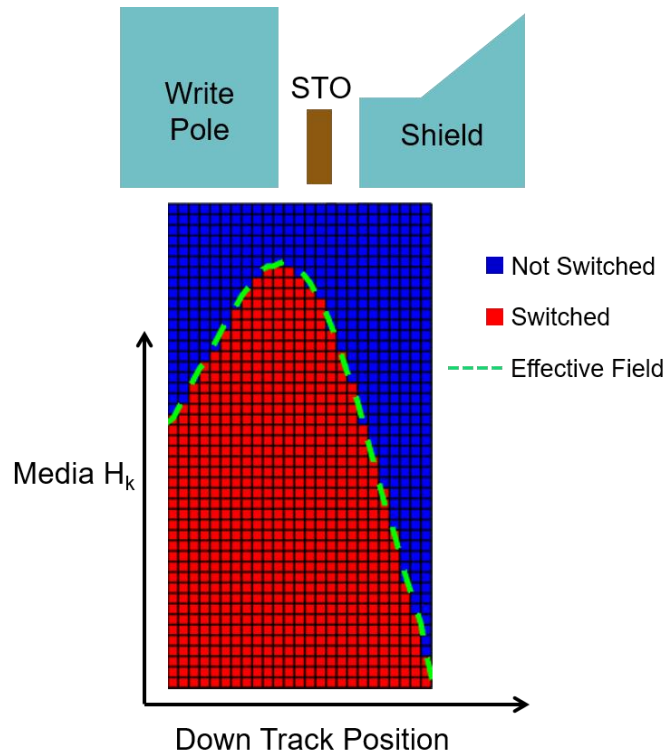 Write
Pole
STO
Shield
Not Switched
Switched
Effective Field
Media Hₖ
Down Track Position